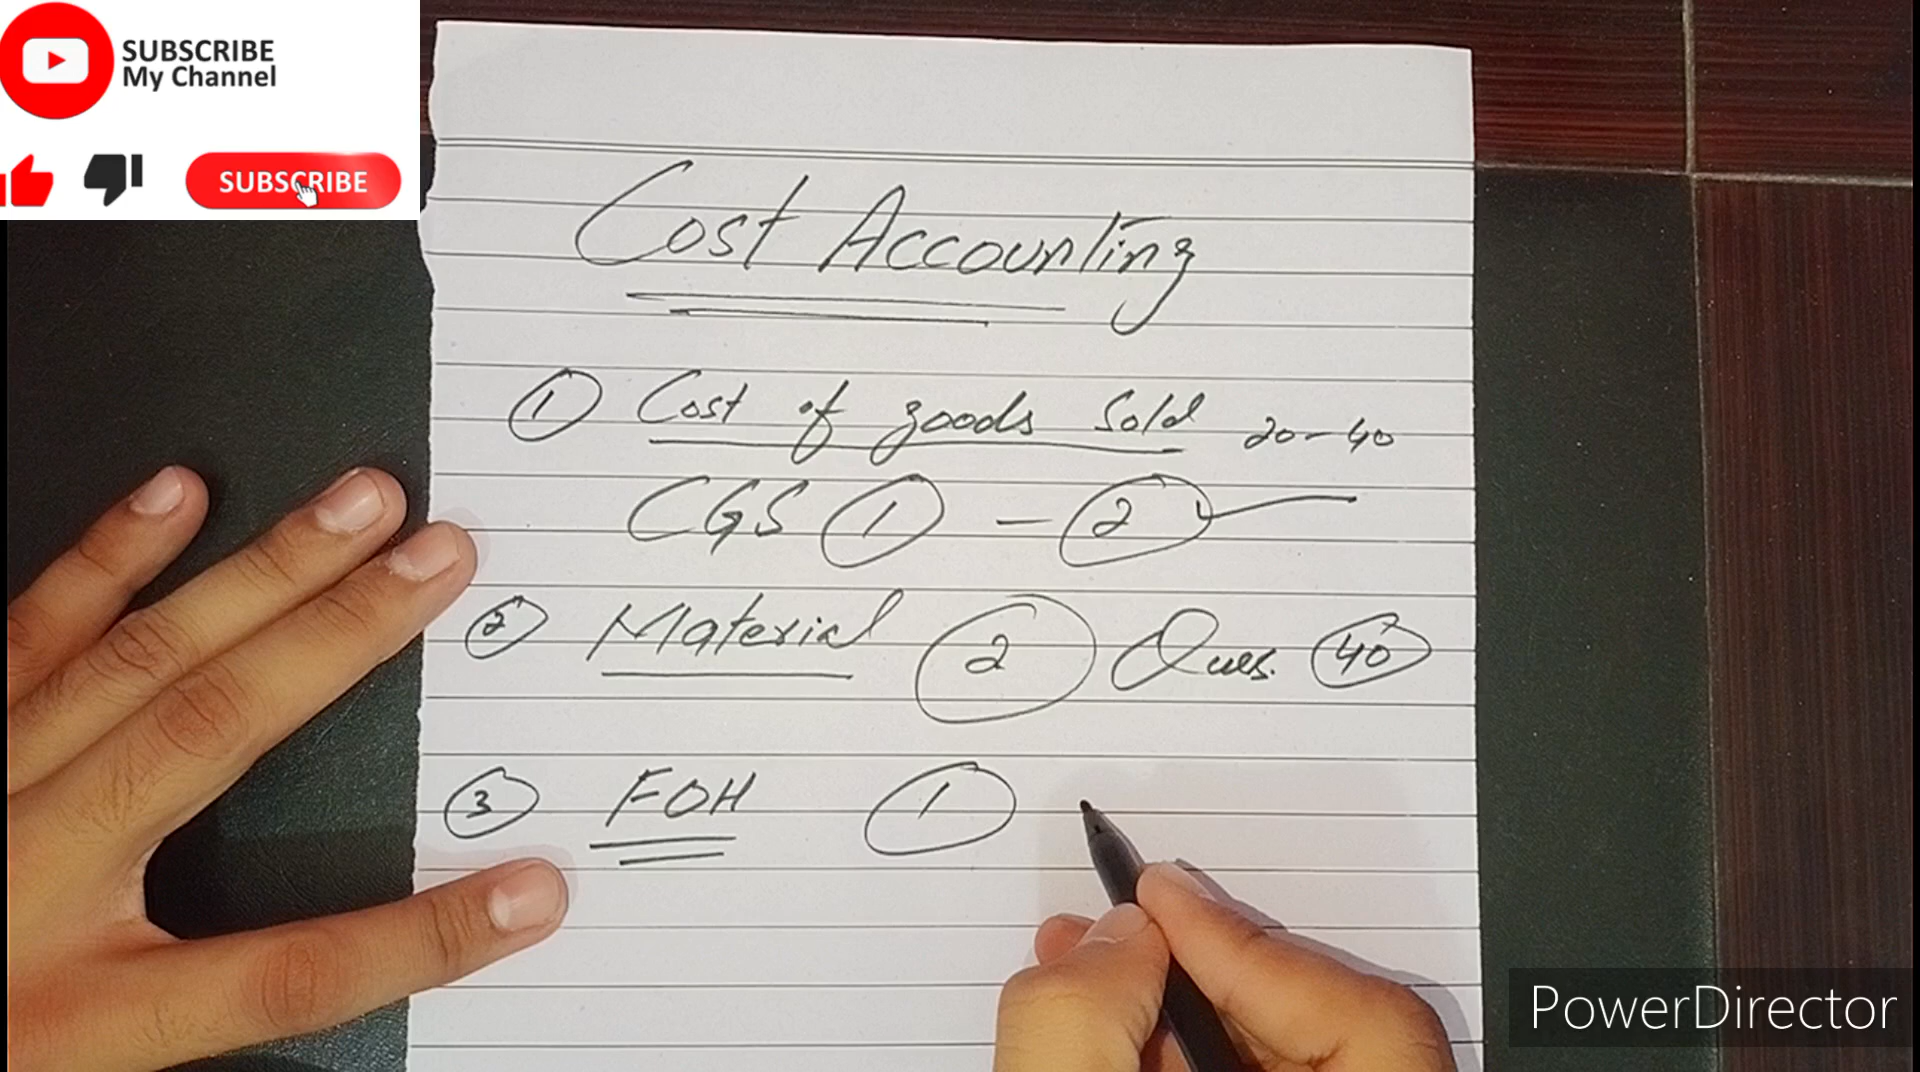 SUBSCRIBE
My Channel
SUBSCRIBE
Cost Accounting
① Cost of goods Sold 20-40
CGS ① - ②
② Material ② Ques. 40
③ FOH ①
PowerDirector